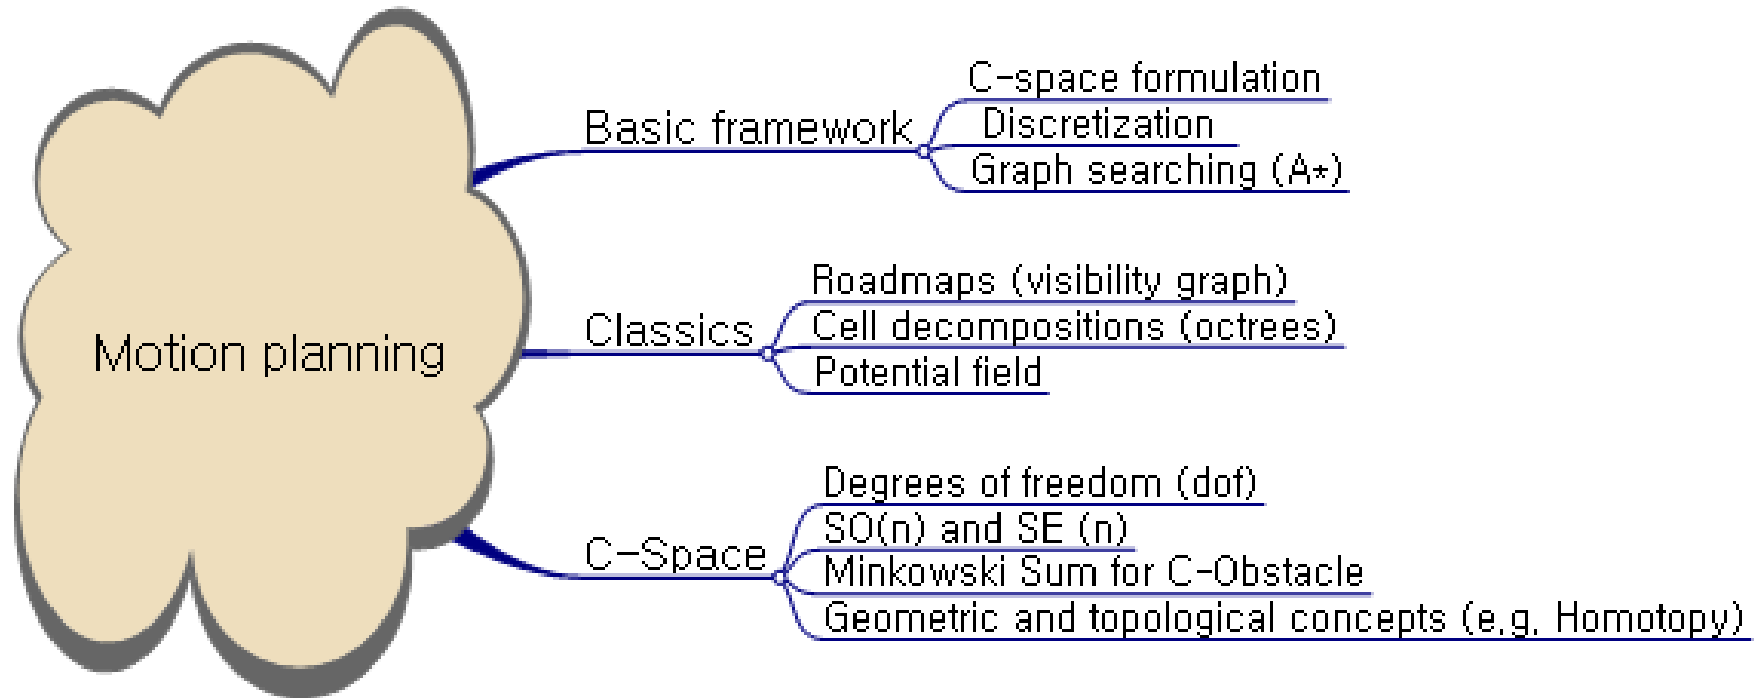 Motion planning
Basic framework
C-space formulation
Discretization
Graph searching (A*)
Classics
Roadmaps (visibility graph)
Cell decompositions (octrees)
Potential field
C-Space
Degrees of freedom (dof)
SO(n) and SE (n)
Minkowski Sum for C-Obstacle
Geometric and topological concepts (e.g. Homotopy)